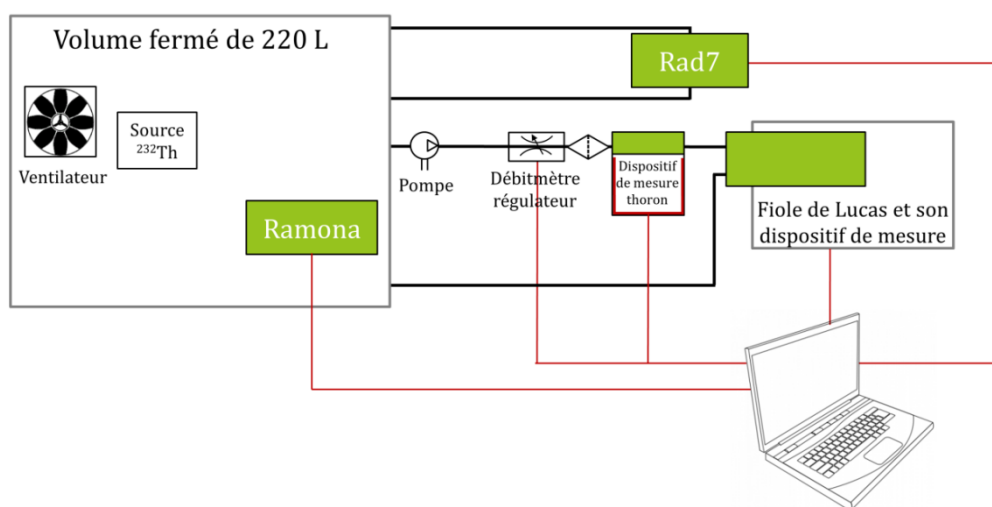 Volume fermé de 220 L
Rad7
Source
²³²Th
Ventilateur
Pompe
Débitmètre
régulateur
Dispositif
de mesure
thoron
Fiole de Lucas et son
dispositif de mesure
Ramona